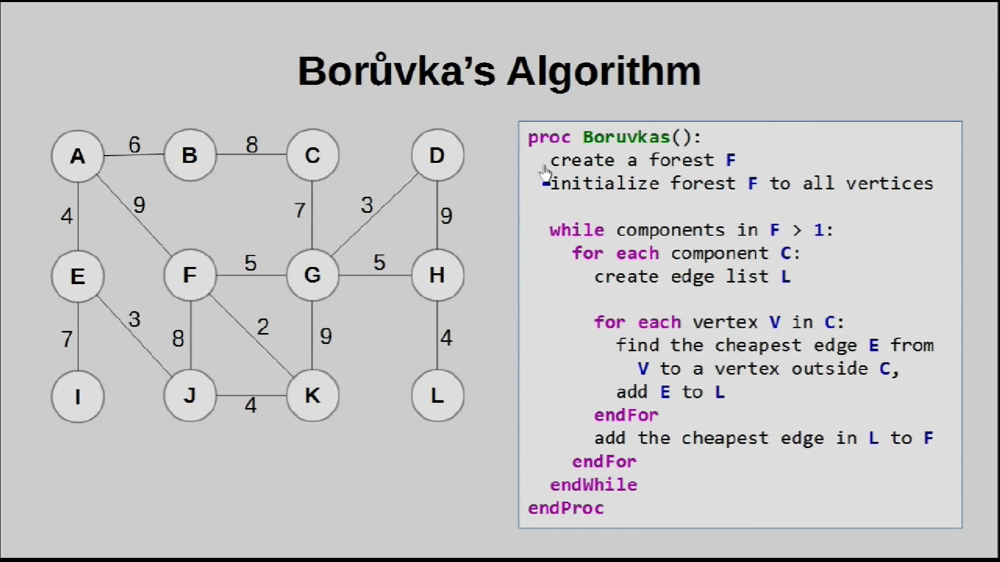 Borůvka's Algorithm
A 6 B 8 C D
4 9 7 3 9
E F 5 G 5 H
7 3 8 2 9 4
I J 4 K L
proc Boruvkas():
create a forest F
initialize forest F to all vertices
while components in F > 1:
for each component C:
create edge list L
for each vertex V in C:
find the cheapest edge E from
V to a vertex outside C,
add E to L
endFor
add the cheapest edge in L to F
endFor
endWhile
endProc